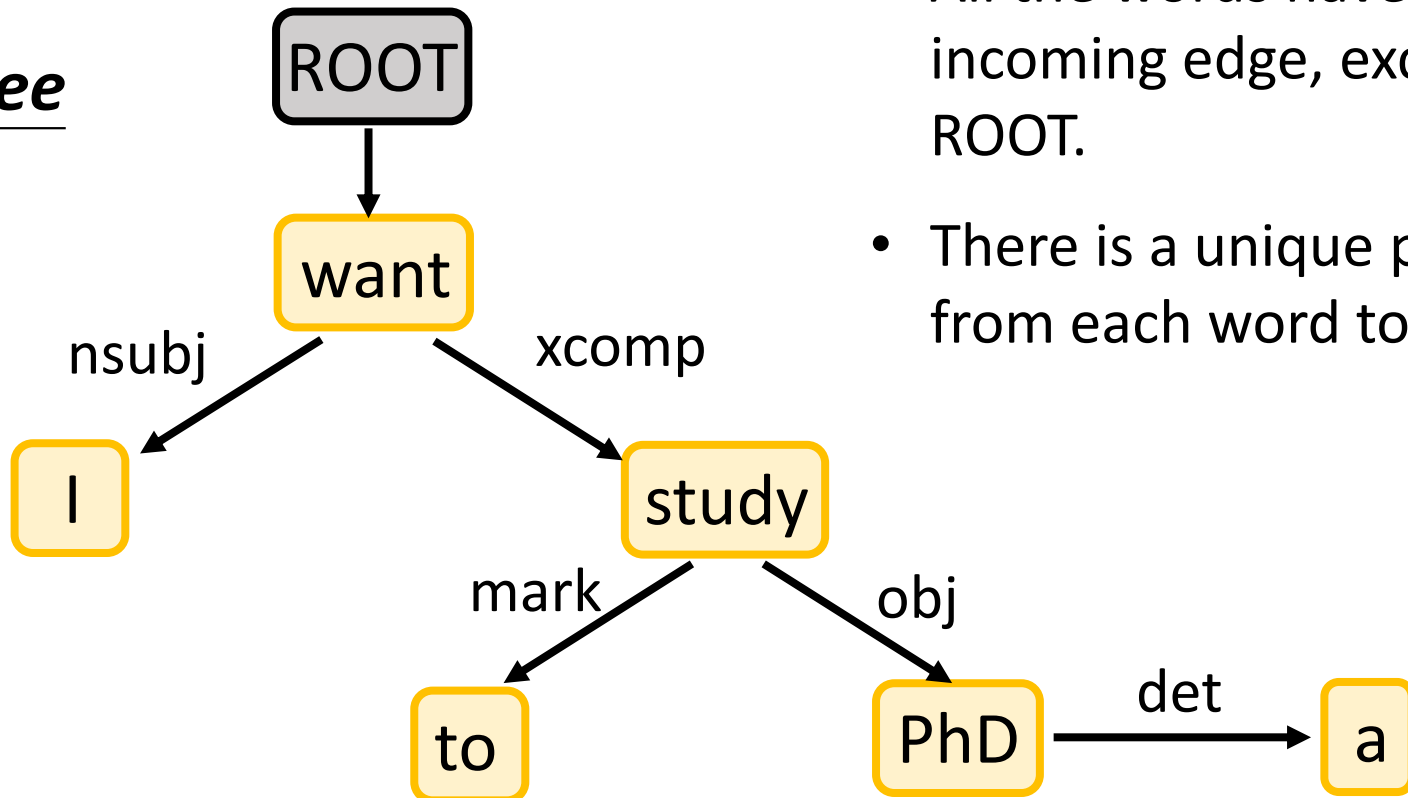 ee
ROOT
want
nsubj
xcomp
I
study
mark
obj
to
PhD
det
a
incoming edge, exc
ROOT.
• There is a unique p
from each word to